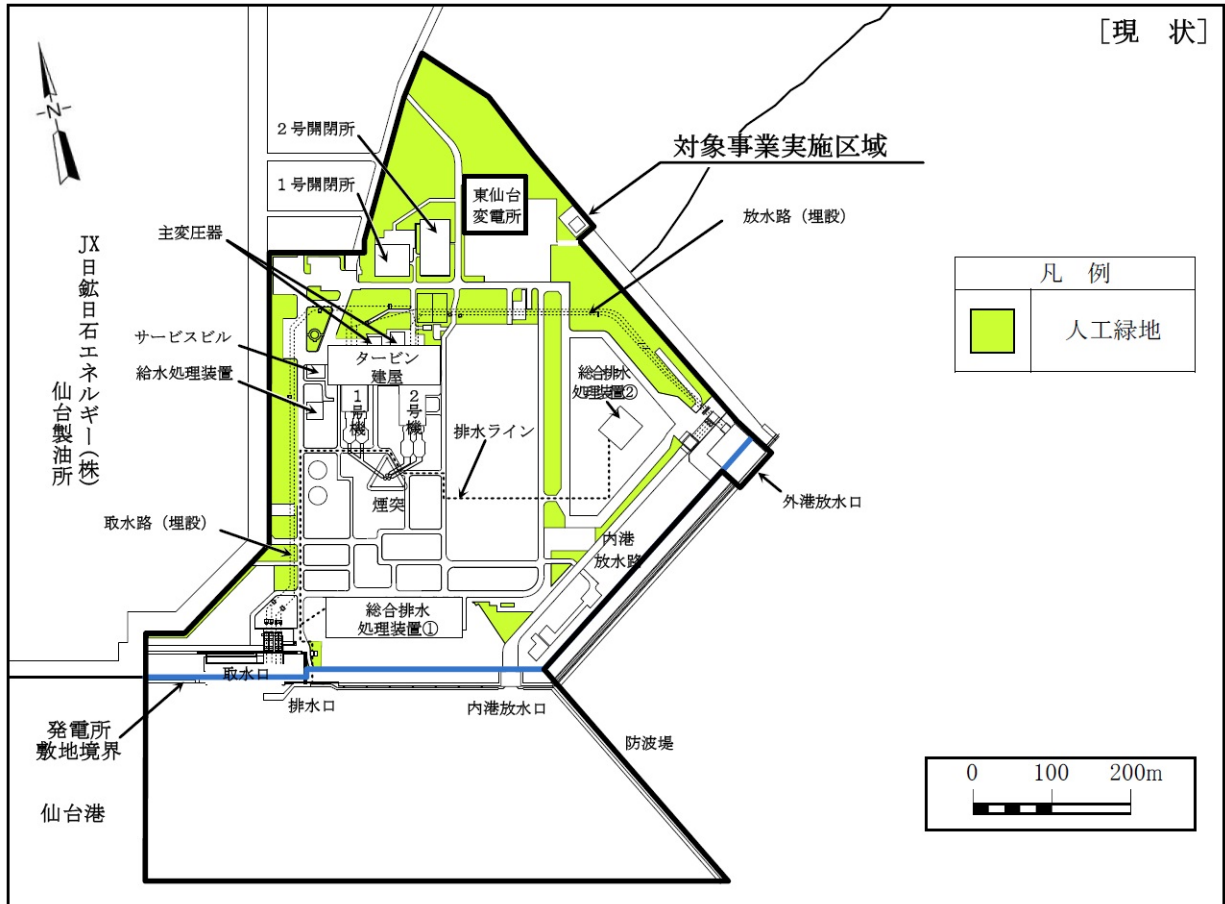 ［現　状］
N
2号開閉所
1号開閉所
東仙台
変電所
対象事業実施区域
放水路（埋設）
主変圧器
JX日鉱日石エネルギー(株)
仙台製油所
凡　例
人工緑地
サービスビル
給水処理装置
タービン
建屋
1号機
2号機
総合排水
処理装置②
排水ライン
煙突
外港放水口
取水路（埋設）
内港
放水路
総合排水
処理装置①
取水口
排水口
内港放水口
発電所
敷地境界
防波堤
仙台港
0 100 200m